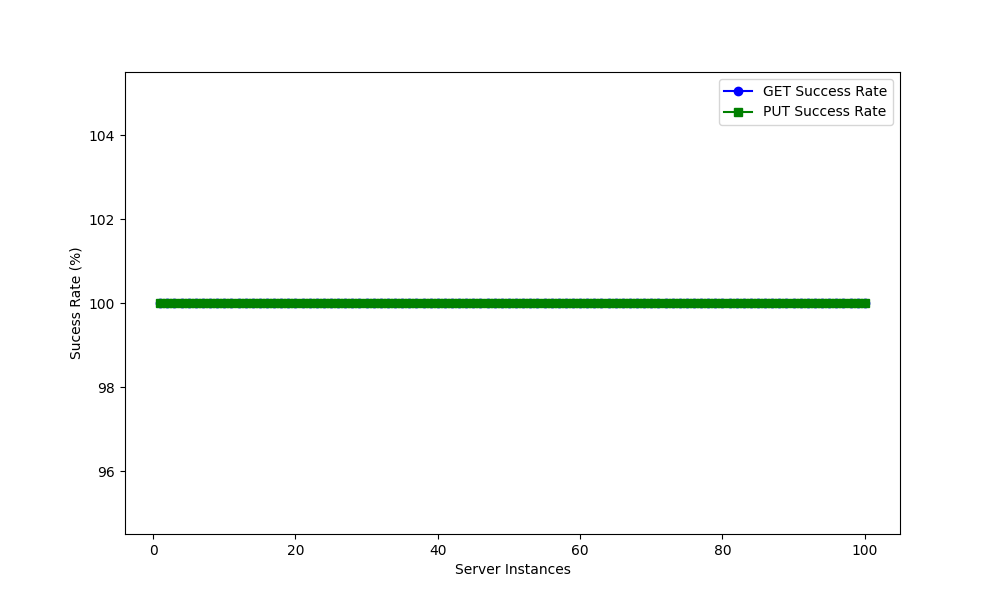 GET Success Rate
PUT Success Rate
104
102
100
98
96
Sucess Rate (%)
0 20 40 60 80 100
Server Instances